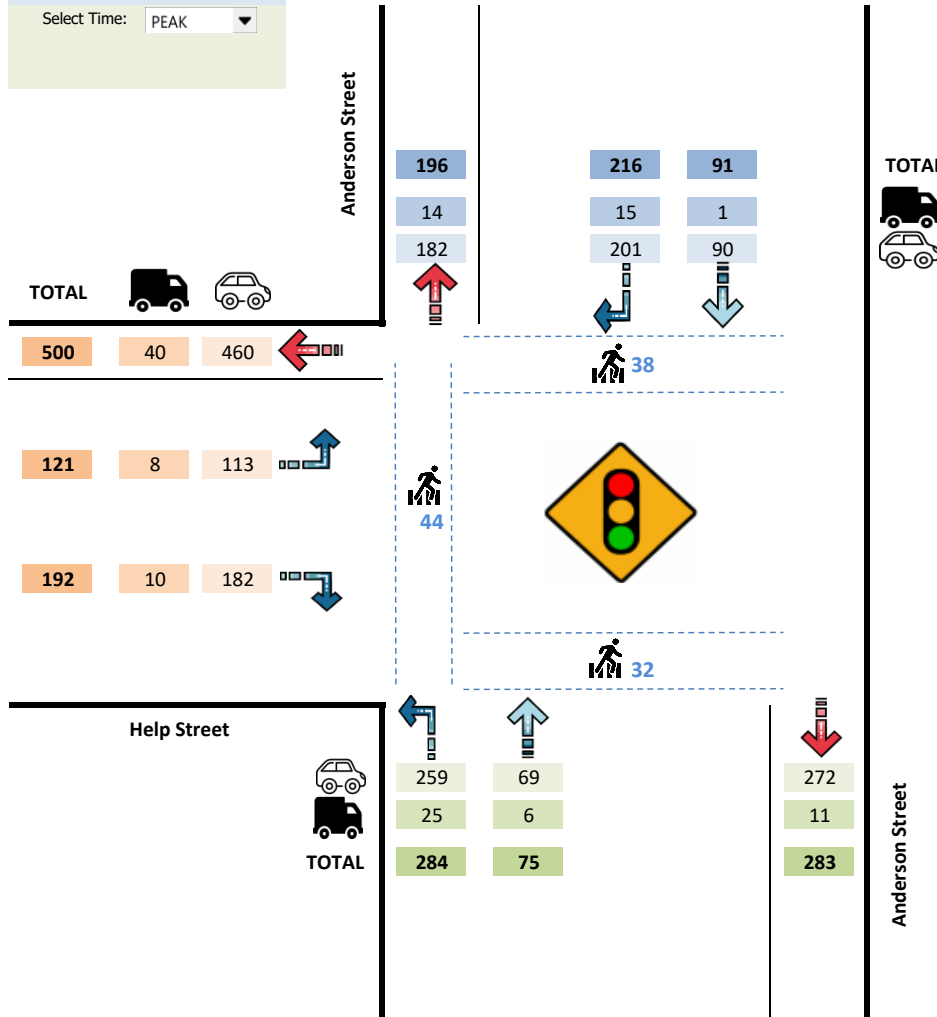 Select Time: PEAK
Anderson Street
196 216 91 TOTAL
14 15 1
182 201 90
TOTAL
500 40 460
38
121 8 113
44
192 10 182
32
Help Street
259 69 272
25 6 11
TOTAL 284 75 283
Anderson Street